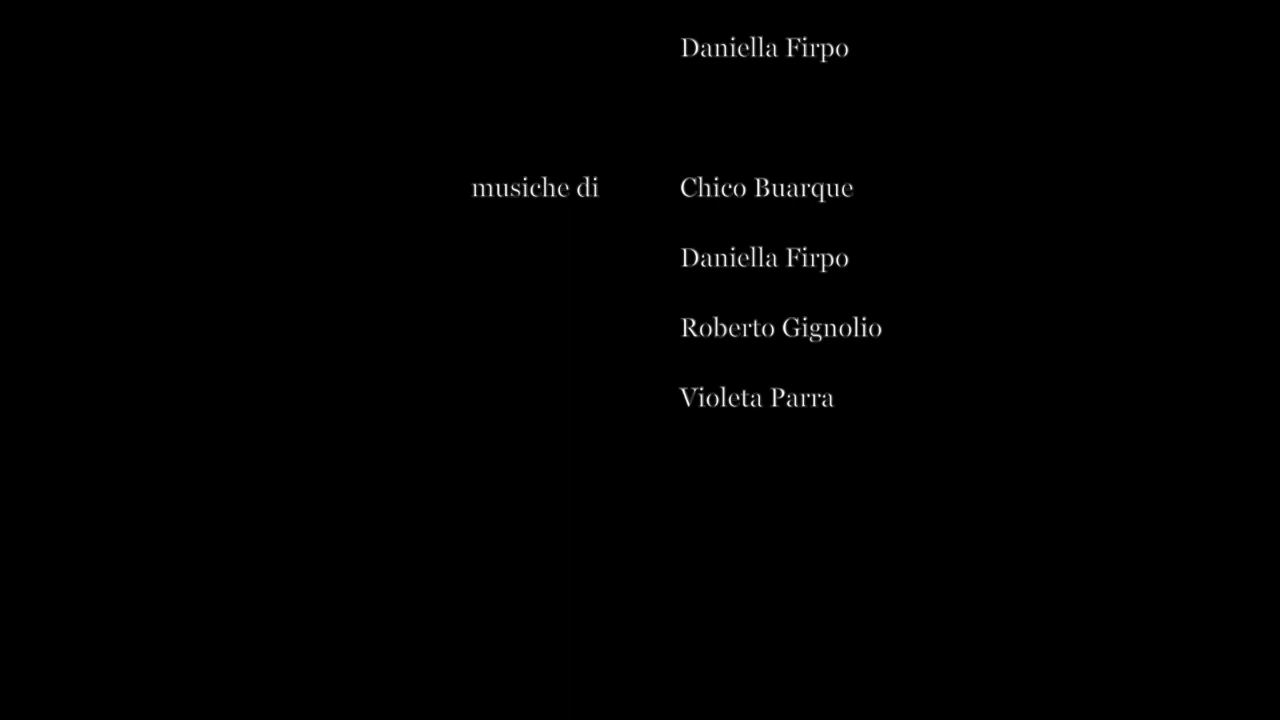 Daniella Firpo
musiche di Chico Buarque
Daniella Firpo
Roberto Gignolio
Violeta Parra